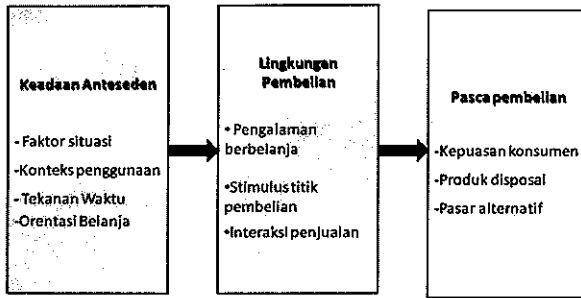 Keadaan Anteseden
-Faktor situasi
-Konteks penggunaan
-Tekanan Waktu
-Orentasi Belanja
Lingkungan
Pembelian
• Pengalaman
berbelanja
•Stimulus titik
pembelian
•Interaksi penjualan
Pasca pembelian
-Kepuasan konsumen
-Produk disposal
-Pasar alternatif